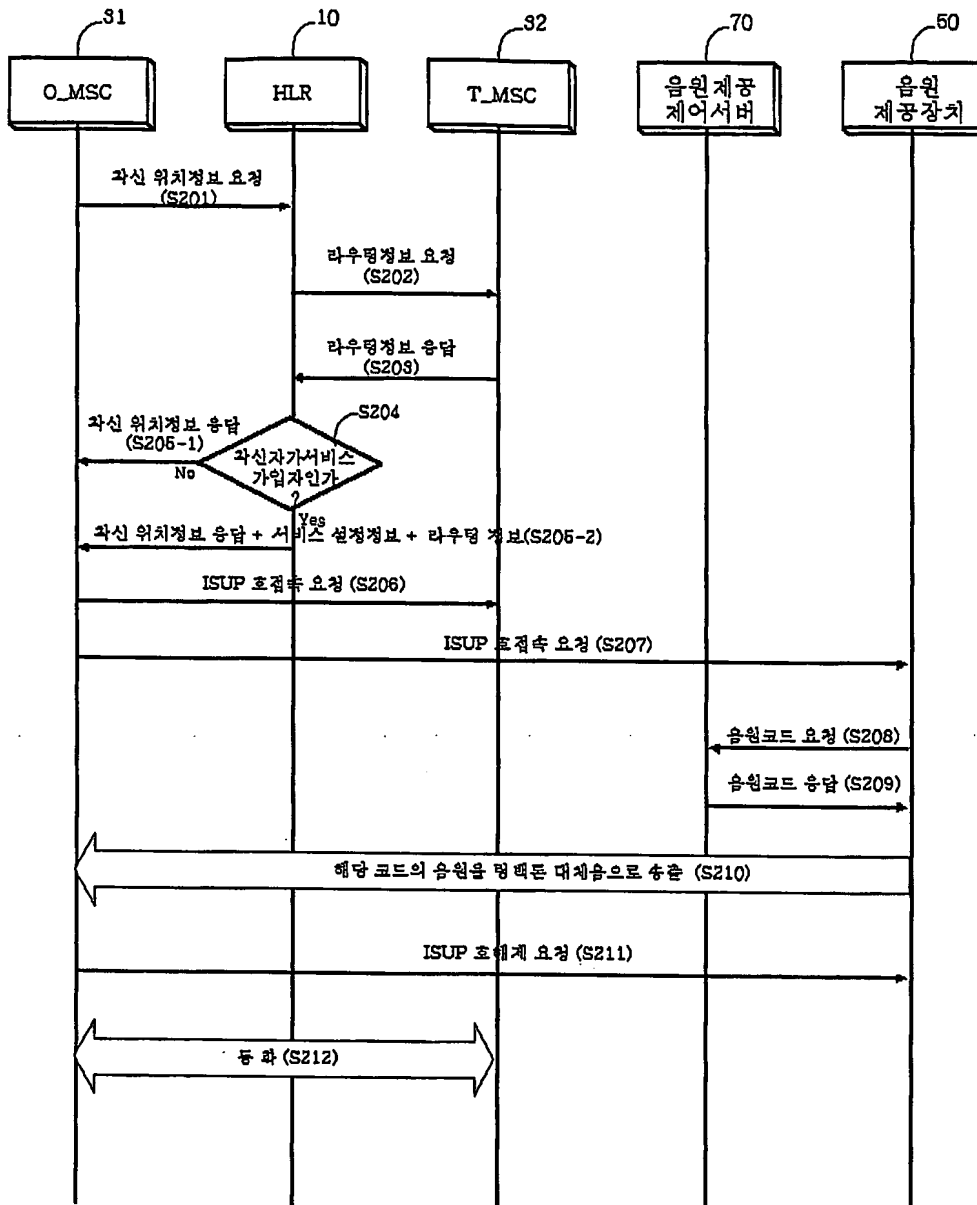 31
10
32
70
50
O_MSC
HLR
T_MSC
음원제공
제어서버
음원
제공장치
착신 위치정보 요청
(S201)
라우팅정보 요청
(S202)
라우팅정보 응답
(S203)
S204
착신 위치정보 응답
(S205-1)
No
착신자가서비스
가입자인가
?
Yes
착신 위치정보 응답 + 서비스 설정정보 + 라우팅 정보(S205-2)
ISUP 호접속 요청 (S206)
ISUP 호접속 요청 (S207)
음원코드 요청 (S208)
음원코드 응답 (S209)
해당 코드의 음원을 링백톤 대체음으로 송출 (S210)
ISUP 호해제 요청 (S211)
통 화 (S212)